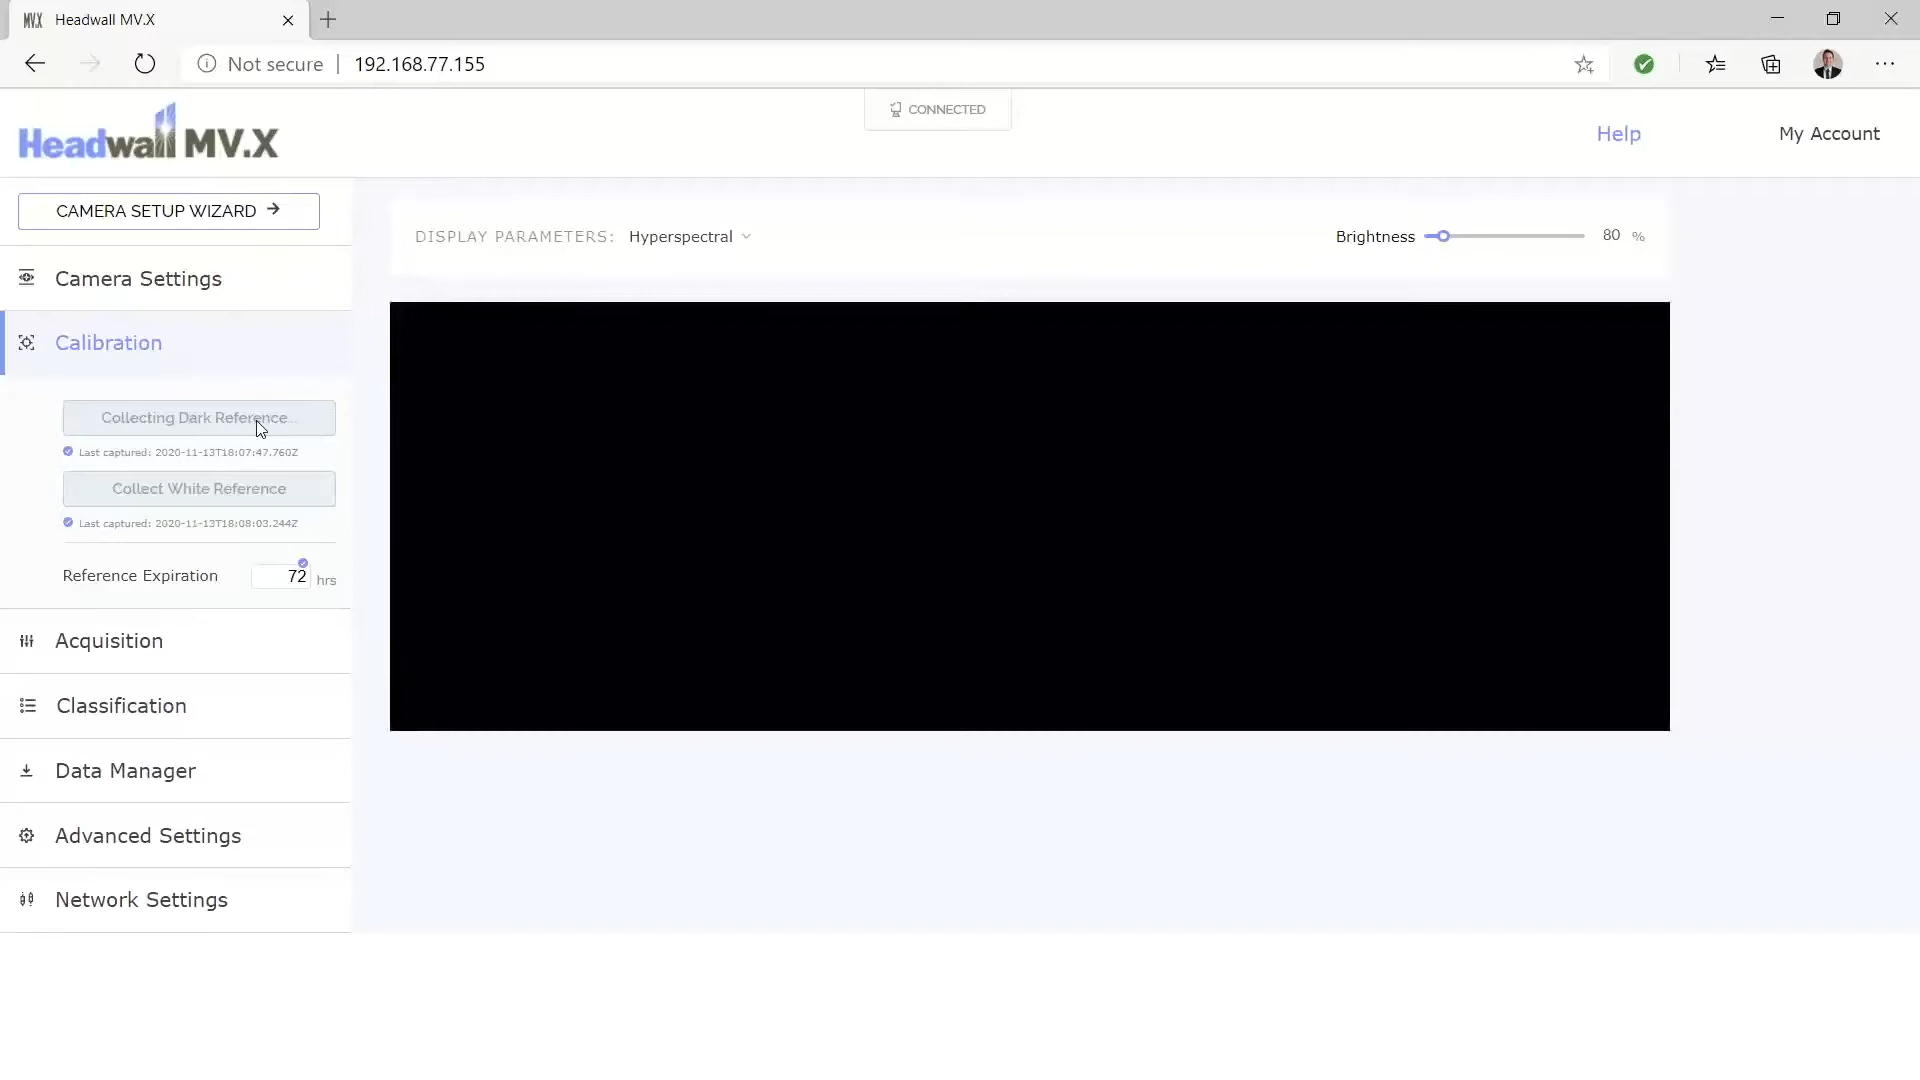 MV.X Headwall MV.X
Not secure | 192.168.77.155
CONNECTED
Headwall MV.X
Help
My Account
CAMERA SETUP WIZARD →
DISPLAY PARAMETERS: Hyperspectral
Brightness 80 %
Camera Settings
Calibration
Collecting Dark Reference...
Last captured: 2020-11-13T18:07:47.760Z
Collect White Reference
Last captured: 2020-11-13T18:08:03.244Z
Reference Expiration 72 hrs
Acquisition
Classification
Data Manager
Advanced Settings
Network Settings